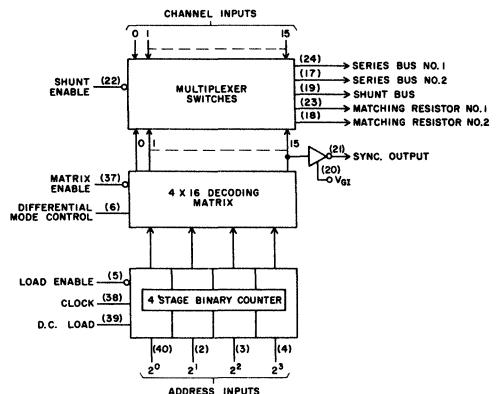 CHANNEL INPUTS
0 1 15
SHUNT ENABLE (22)
MULTIPLEXER SWITCHES
(24) SERIES BUS NO.1
(17) SERIES BUS NO.2
(19) SHUNT BUS
(23) MATCHING RESISTOR NO.1
(18) MATCHING RESISTOR NO.2
0 1 15
(21) SYNC. OUTPUT
(20) VGI
MATRIX ENABLE (37)
4 X 16 DECODING MATRIX
DIFFERENTIAL MODE CONTROL (6)
LOAD ENABLE (5)
CLOCK (38)
4 STAGE BINARY COUNTER
D.C. LOAD (39)
(40) (2) (3) (4)
2⁰ 2¹ 2² 2³
ADDRESS INPUTS